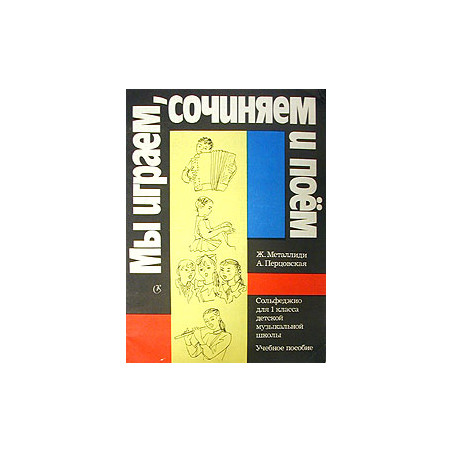 Мы играем,
сочиняем
и поём
Ж. Металлиди
А. Перцовская
Сольфеджио
для 1 класса
детской
музыкальной
школы
Учебное пособие